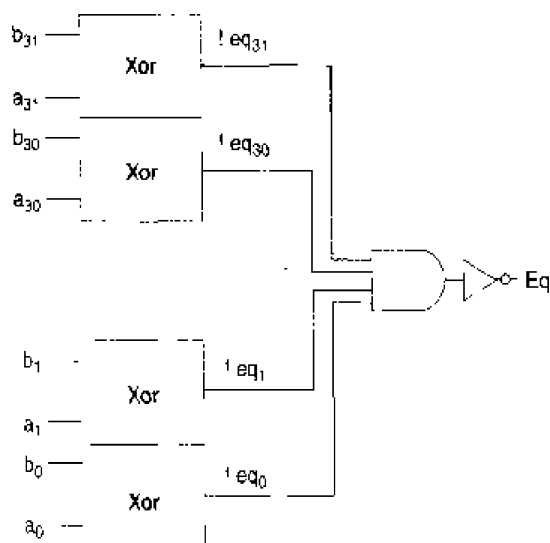 b31
! eq31
Xor
a31
b30
! eq30
Xor
a30
Eq
b1
! eq1
Xor
a1
b0
! eq0
Xor
a0